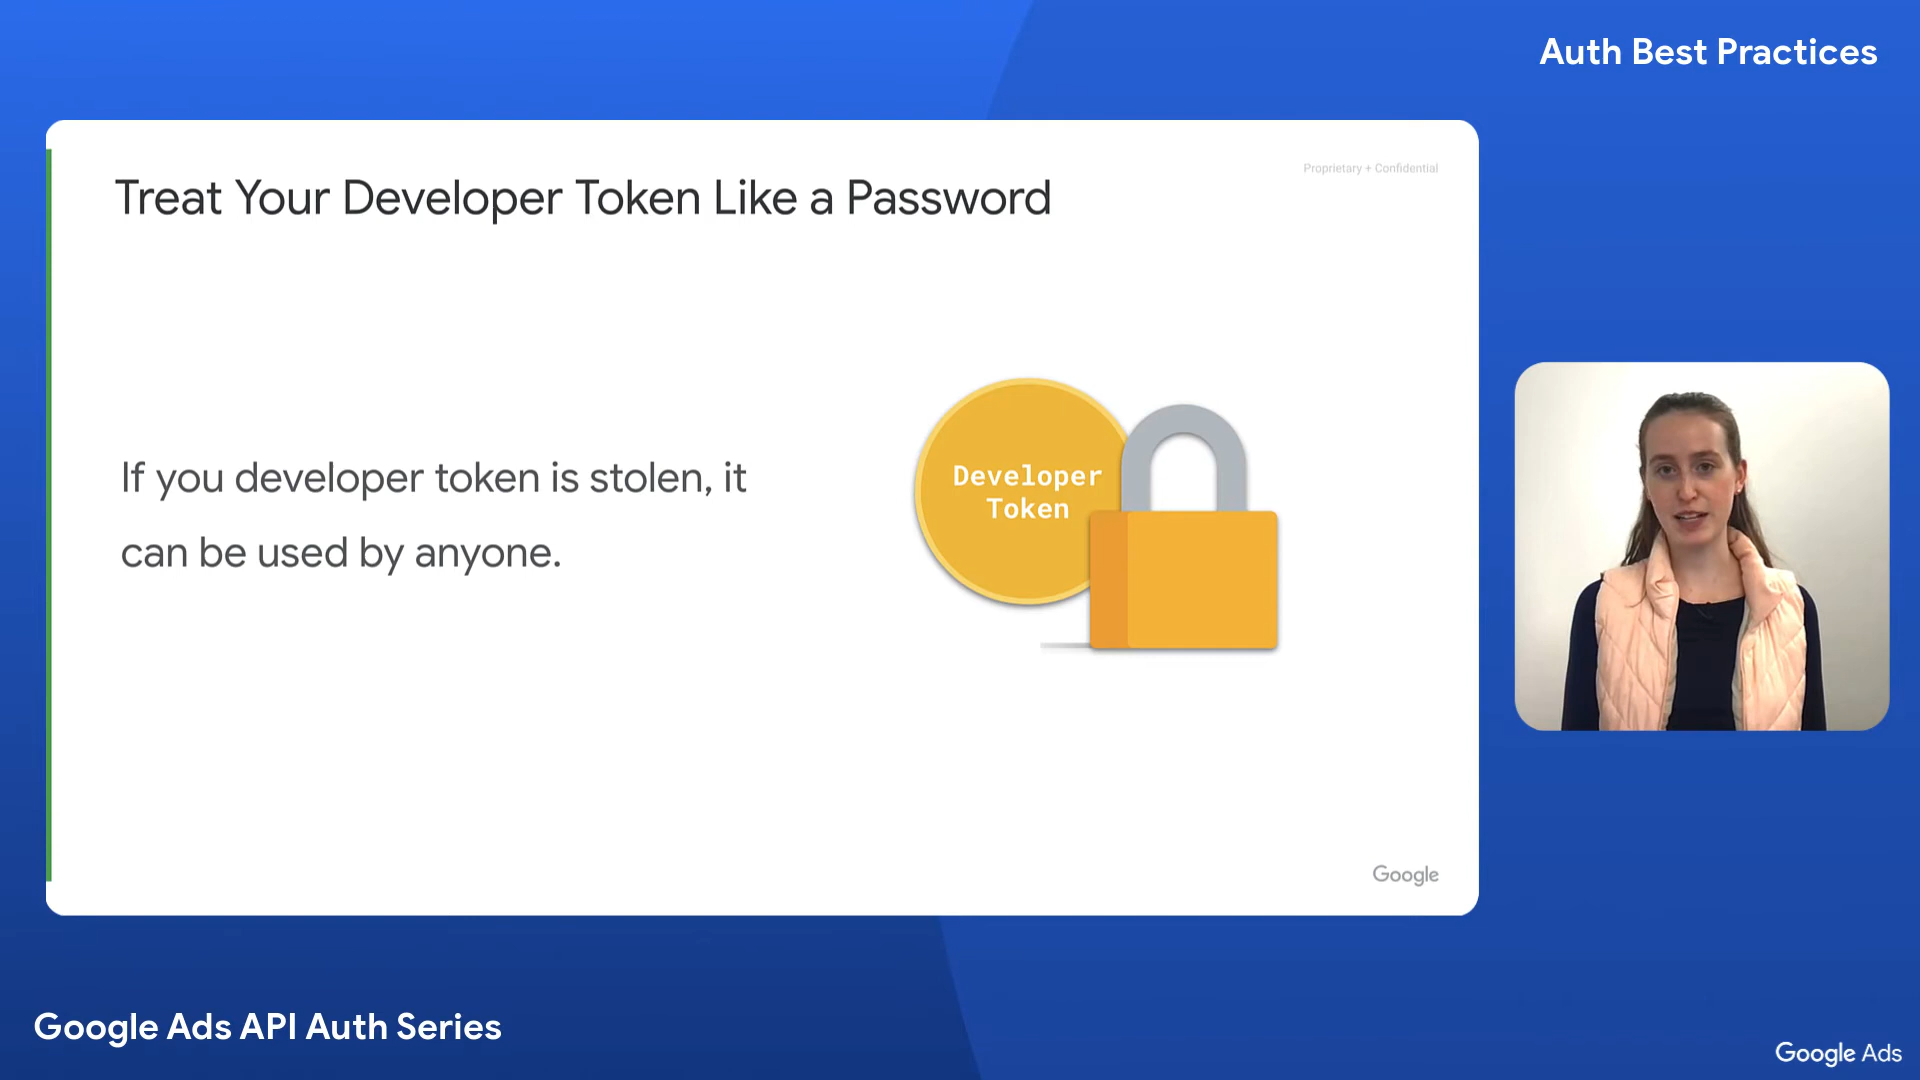 Auth Best Practices
Proprietary + Confidential
Treat Your Developer Token Like a Password
If you developer token is stolen, it
can be used by anyone.
Developer
Token
Google
Google Ads API Auth Series
Google Ads